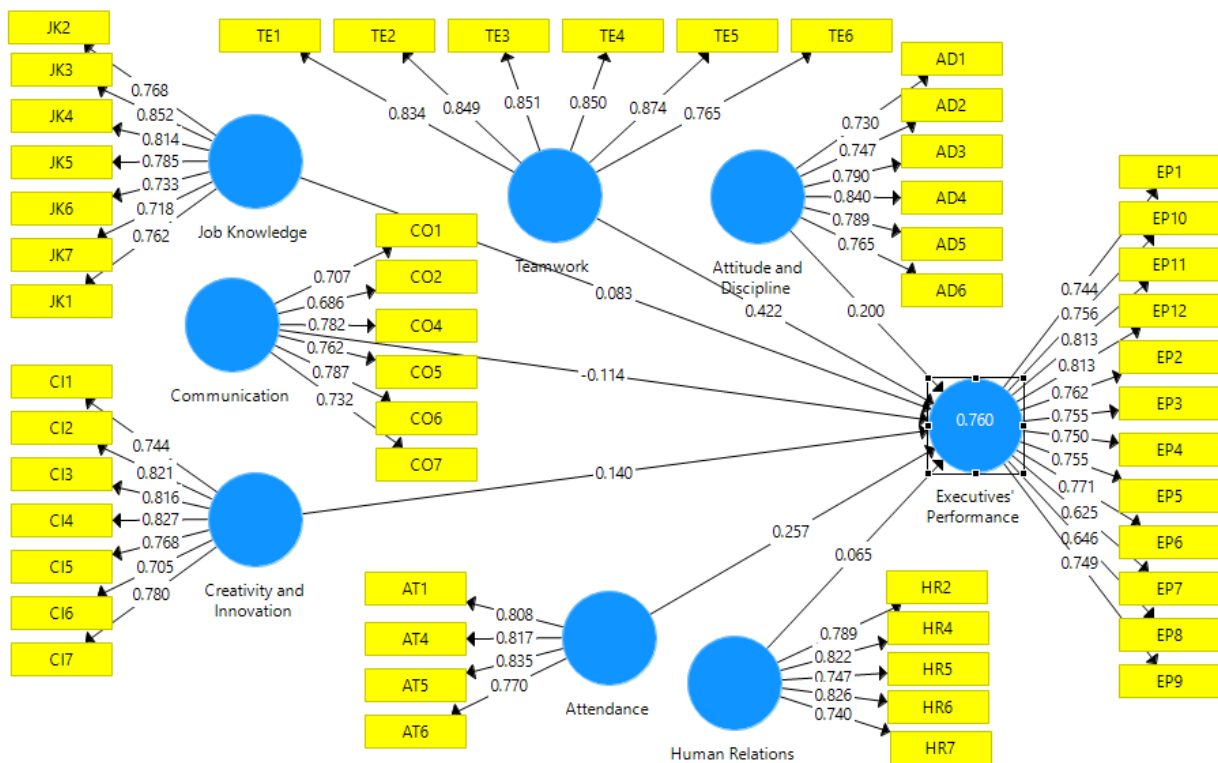 JK2
JK3
JK4
JK5
JK6
JK7
JK1
0.768
0.852
0.814
0.785
0.733
0.718
0.762
Job Knowledge
TE1
TE2
TE3
TE4
TE5
TE6
0.834
0.849
0.851
0.850
0.874
0.765
Teamwork
AD1
AD2
AD3
AD4
AD5
AD6
0.730
0.747
0.790
0.840
0.789
0.765
Attitude and
Discipline
CO1
CO2
CO4
CO5
CO6
CO7
0.707
0.686
0.782
0.762
0.787
0.732
Communication
CI1
CI2
CI3
CI4
CI5
CI6
CI7
0.744
0.821
0.816
0.827
0.768
0.705
0.780
Creativity and
Innovation
AT1
AT4
AT5
AT6
0.808
0.817
0.835
0.770
Attendance
HR2
HR4
HR5
HR6
HR7
0.789
0.822
0.747
0.826
0.740
Human Relations
0.083
0.422
0.200
-0.114
0.140
0.257
0.065
0.760
Executives'
Performance
EP1
EP10
EP11
EP12
EP2
EP3
EP4
EP5
EP6
EP7
EP8
EP9
0.744
0.756
0.813
0.813
0.762
0.755
0.750
0.755
0.771
0.625
0.646
0.749